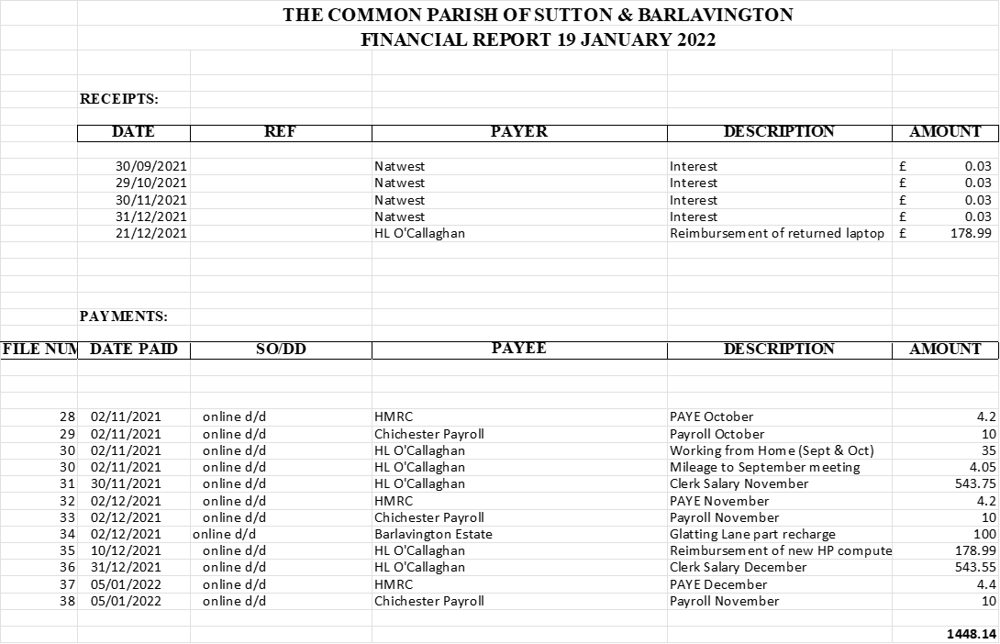 THE COMMON PARISH OF SUTTON & BARLAVINGTON
FINANCIAL REPORT 19 JANUARY 2022
RECEIPTS:
DATE REF PAYER DESCRIPTION AMOUNT
30/09/2021 Natwest Interest £ 0.03
29/10/2021 Natwest Interest £ 0.03
30/11/2021 Natwest Interest £ 0.03
31/12/2021 Natwest Interest £ 0.03
21/12/2021 HL O'Callaghan Reimbursement of returned laptop £ 178.99
PAYMENTS:
FILE NUM DATE PAID SO/DD PAYEE DESCRIPTION AMOUNT
28 02/11/2021 online d/d HMRC PAYE October 4.2
29 02/11/2021 online d/d Chichester Payroll Payroll October 10
30 02/11/2021 online d/d HL O'Callaghan Working from Home (Sept & Oct) 35
30 02/11/2021 online d/d HL O'Callaghan Mileage to September meeting 4.05
31 30/11/2021 online d/d HL O'Callaghan Clerk Salary November 543.75
32 02/12/2021 online d/d HMRC PAYE November 4.2
33 02/12/2021 online d/d Chichester Payroll Payroll November 10
34 02/12/2021 online d/d Barlavington Estate Glatting Lane part recharge 100
35 10/12/2021 online d/d HL O'Callaghan Reimbursement of new HP compute 178.99
36 31/12/2021 online d/d HL O'Callaghan Clerk Salary December 543.55
37 05/01/2022 online d/d HMRC PAYE December 4.4
38 05/01/2022 online d/d Chichester Payroll Payroll November 10
1448.14